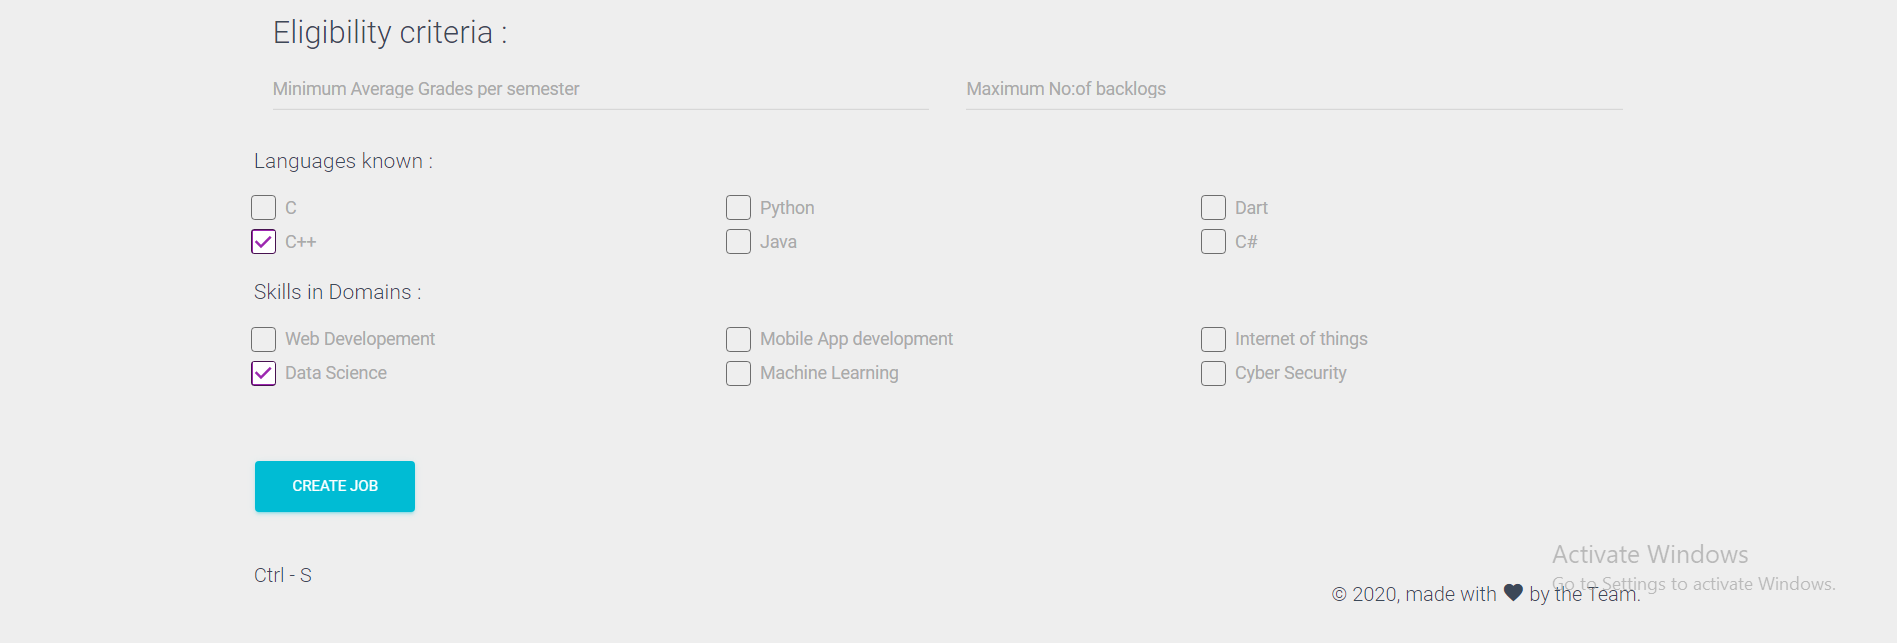 Eligibility criteria :
Minimum Average Grades per semester
Maximum No:of backlogs
Languages known :
C
Python
Dart
C++
Java
C#
Skills in Domains :
Web Developement
Mobile App development
Internet of things
Data Science
Machine Learning
Cyber Security
CREATE JOB
Ctrl - S
Activate Windows
Go to Settings to activate Windows.
© 2020, made with ♥ by the Team.